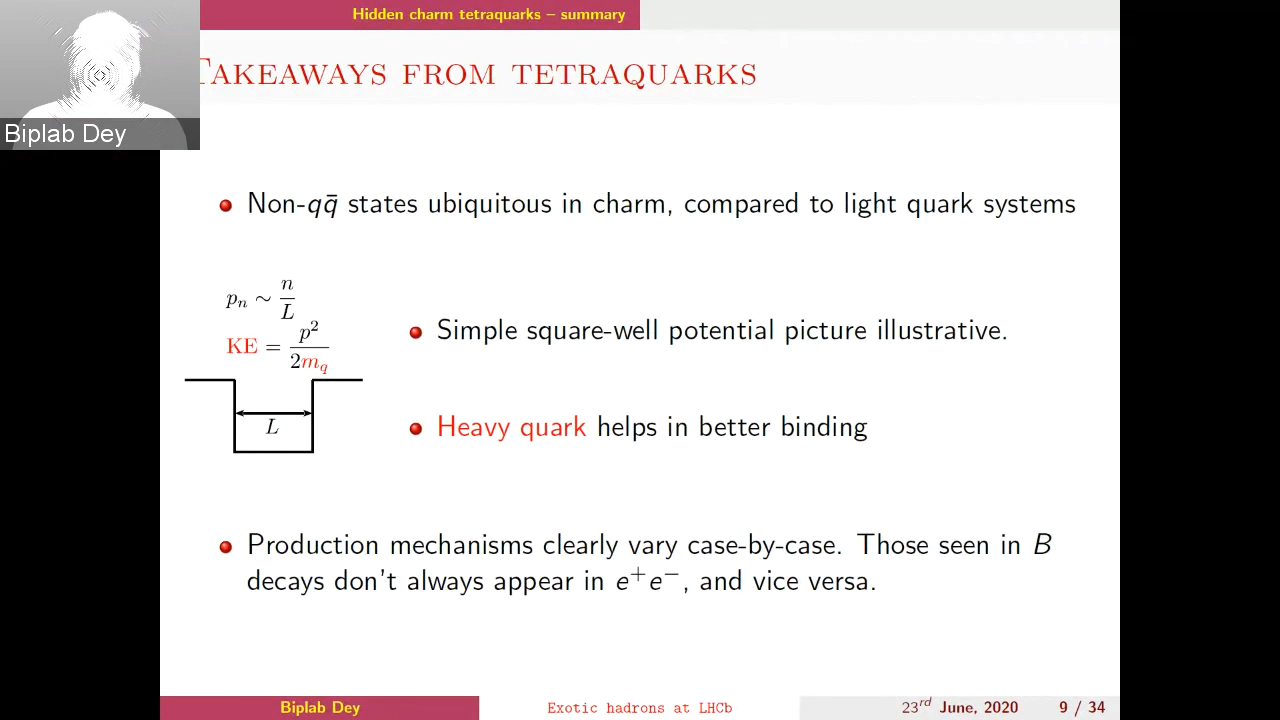 Hidden charm tetraquarks – summary
Biplab Dey
TAKEAWAYS FROM TETRAQUARKS
Non-qq̄ states ubiquitous in charm, compared to light quark systems
pₙ ∼ n/L
KE = p²/2m_q
L
Simple square-well potential picture illustrative.
Heavy quark helps in better binding
Production mechanisms clearly vary case-by-case. Those seen in B
decays don't always appear in e⁺e⁻, and vice versa.
Biplab Dey
Exotic hadrons at LHCb
23ʳᵈ June, 2020
9 / 34